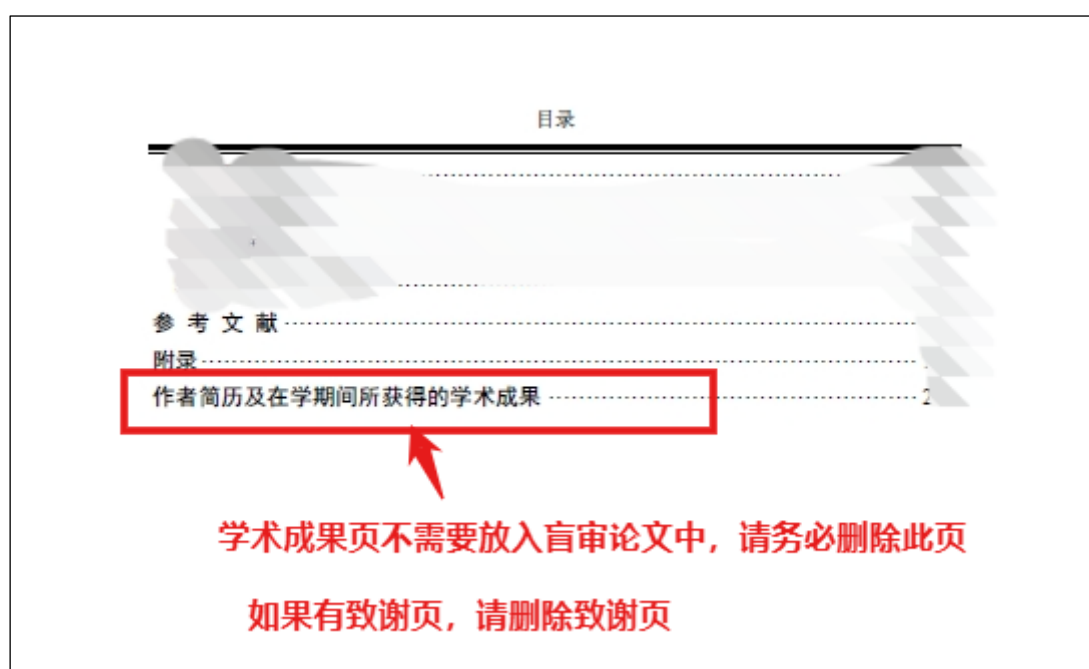 目录
参 考 文 献
附录
作者简历及在学期间所获得的学术成果 2
学术成果页不需要放入盲审论文中，请务必删除此页
如果有致谢页，请删除致谢页